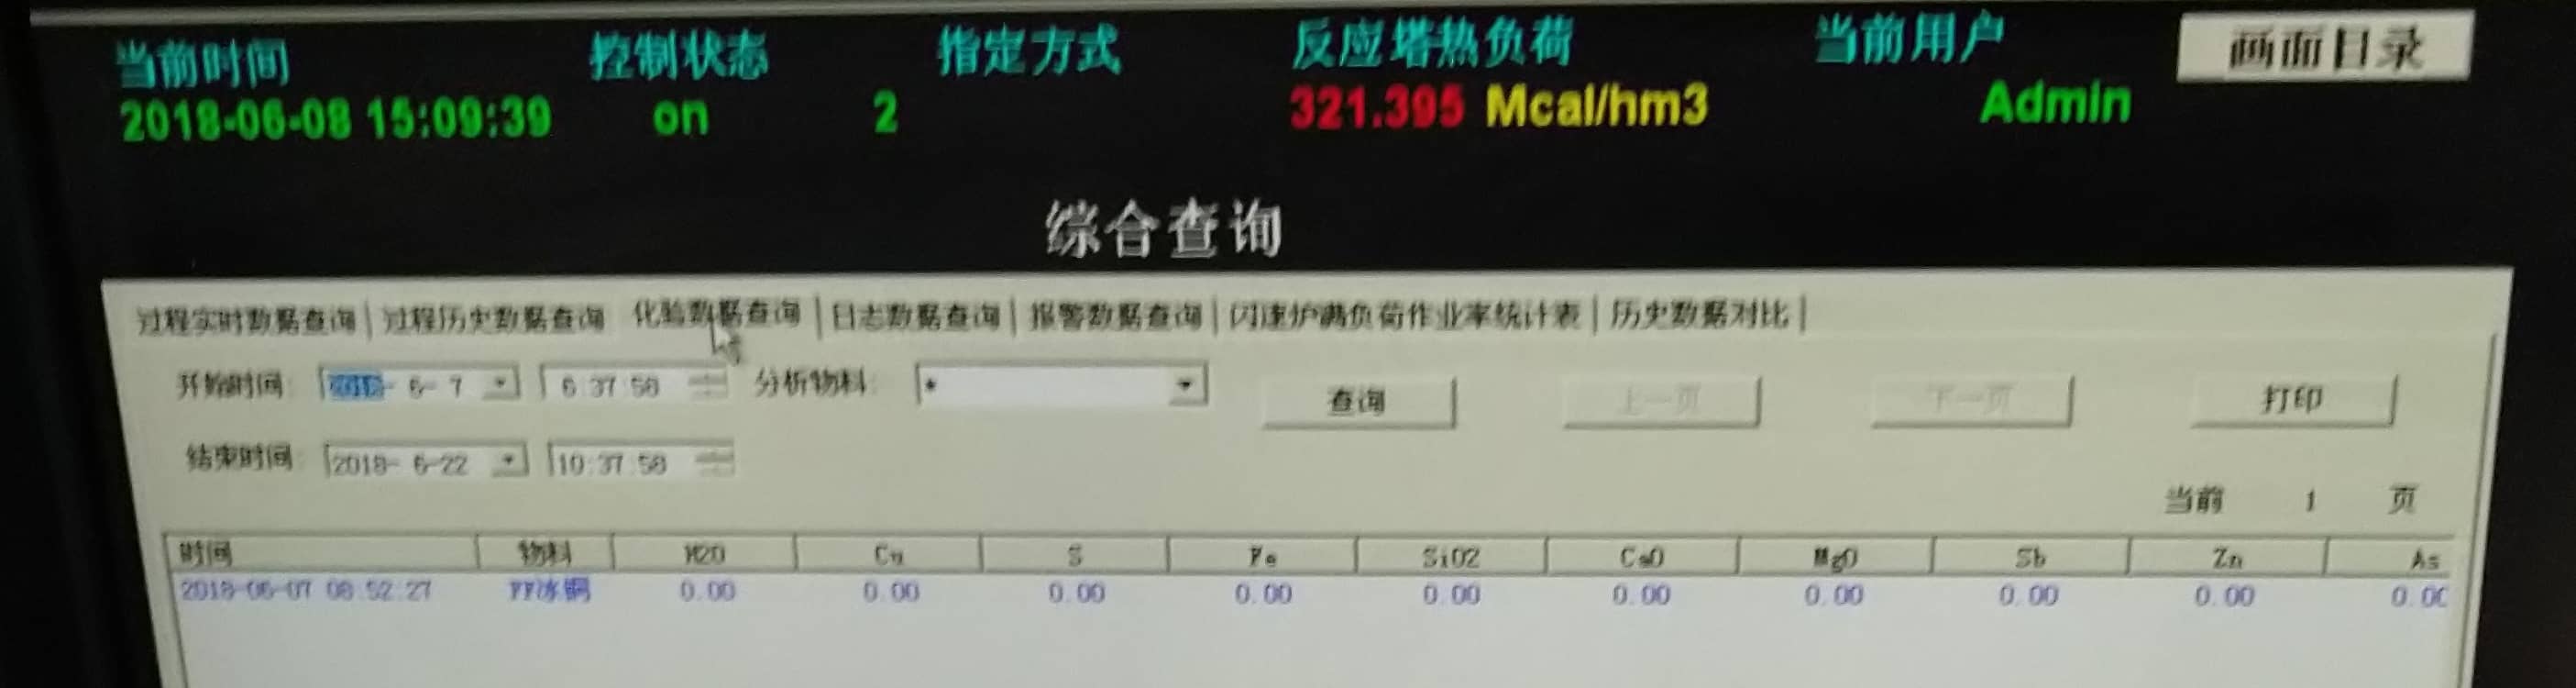 当前时间 控制状态 指定方式 反应塔热负荷 当前用户 画面目录
2018-06-08 15:09:39 on 2 321.395 Mcal/hm3 Admin
综合查询
过程实时数据查询 过程历史数据查询 化验数据查询 日志数据查询 报警数据查询 闪速炉满负荷作业率统计表 历史数据对比
开始时间: 2018- 6- 7 6:37:58 分析物料: * 查询 上一页 下一页 打印
结束时间: 2018- 6-22 10:37:58
当前 1 页
时间 物料 H2O Cu S Fe SiO2 CaO MgO Sb Zn As
2018-06-07 08:52:27 FF冰铜 0.00 0.00 0.00 0.00 0.00 0.00 0.00 0.00 0.00 0.00